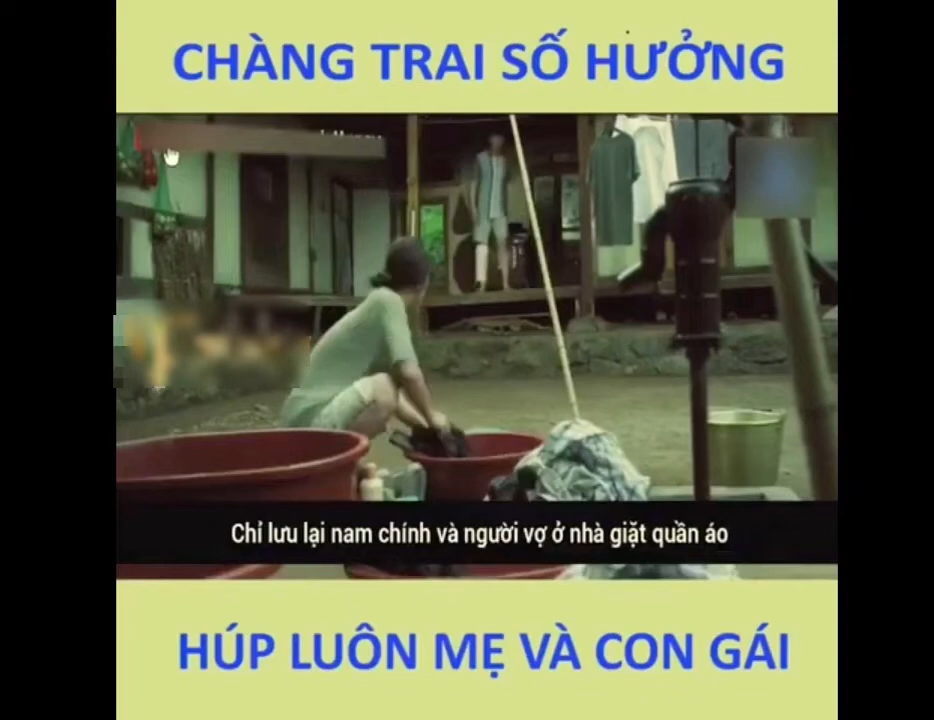 CHÀNG TRAI SỐ HƯỞNG
Chỉ lưu lại nam chính và người vợ ở nhà giặt quần áo
HÚP LUÔN MẸ VÀ CON GÁI